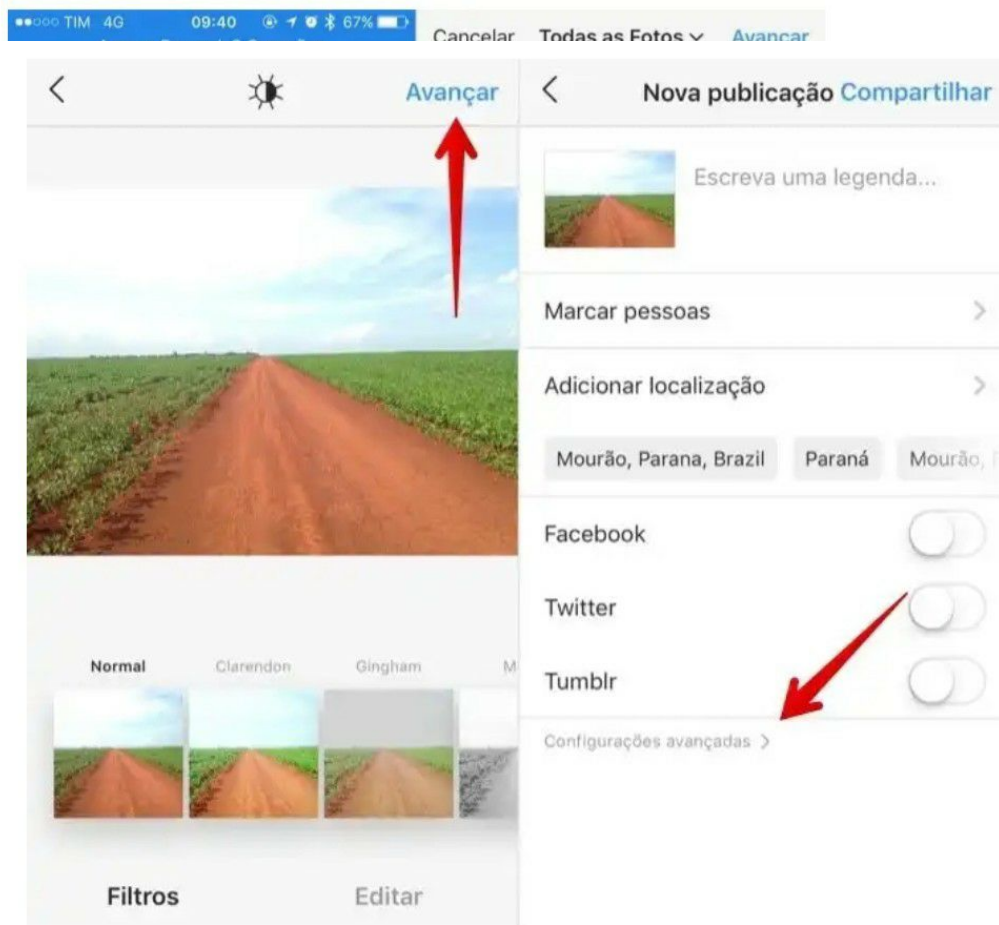 TIM 4G 09:40 67%
Cancelar Todas as Fotos Avançar
Avançar
Normal Clarendon Gingham M
Filtros Editar
Nova publicação Compartilhar
Escreva uma legenda...
Marcar pessoas
Adicionar localização
Mourão, Parana, Brazil Paraná Mourão,
Facebook
Twitter
Tumblr
Configurações avançadas